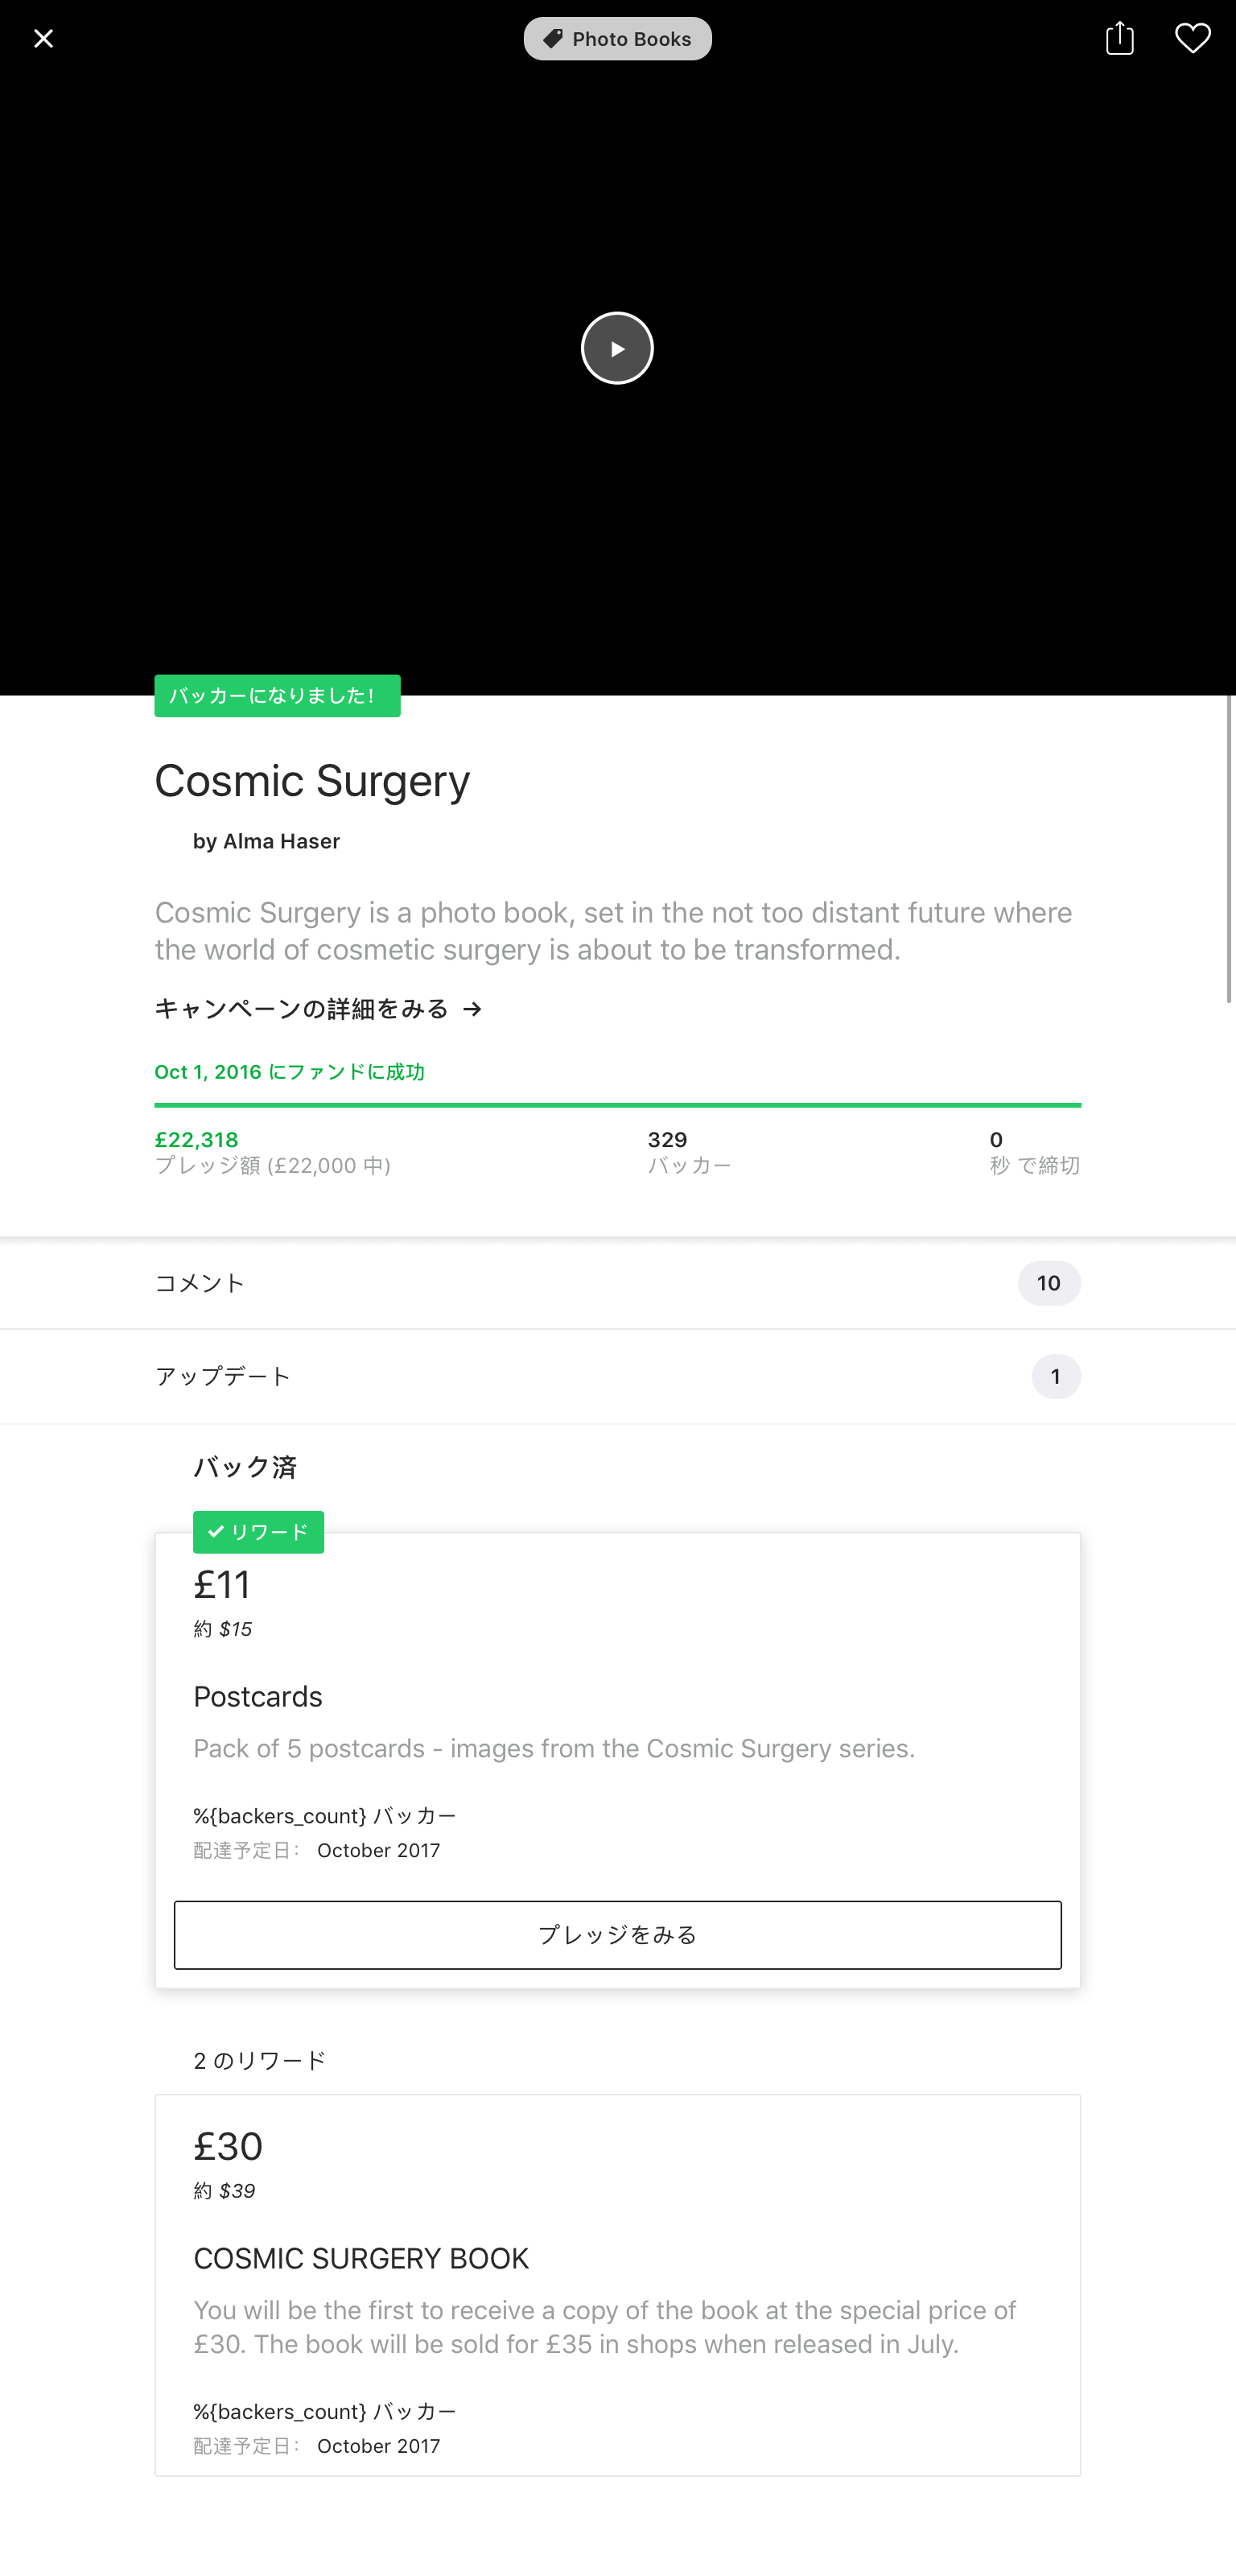 Photo Books
バッカーになりました！
Cosmic Surgery
by Alma Haser
Cosmic Surgery is a photo book, set in the not too distant future where
the world of cosmetic surgery is about to be transformed.
キャンペーンの詳細をみる →
Oct 1, 2016 にファンドに成功
£22,318
プレッジ額 (£22,000 中)
329
バッカー
0
秒 で締切
コメント
10
アップデート
1
バック済
リワード
£11
約 $15
Postcards
Pack of 5 postcards - images from the Cosmic Surgery series.
%{backers_count} バッカー
配達予定日： October 2017
プレッジをみる
2 のリワード
£30
約 $39
COSMIC SURGERY BOOK
You will be the first to receive a copy of the book at the special price of
£30. The book will be sold for £35 in shops when released in July.
%{backers_count} バッカー
配達予定日： October 2017